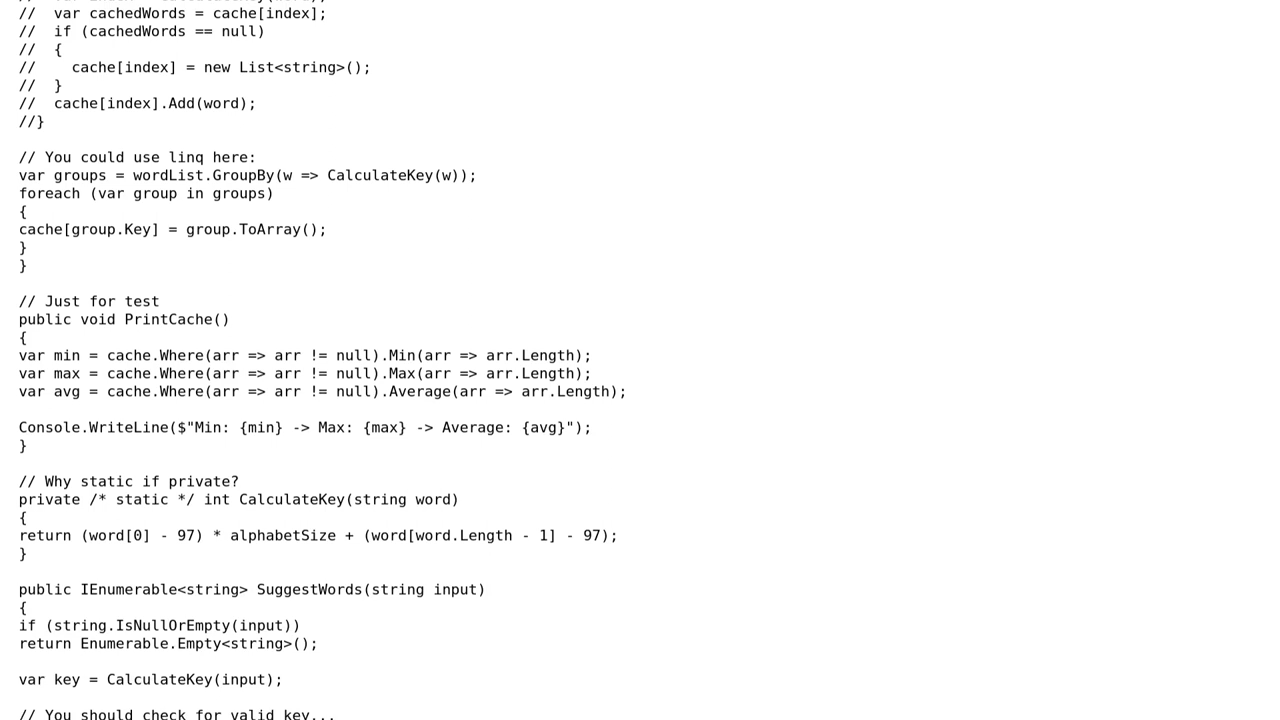 //  var cachedWords = cache[index];
//  if (cachedWords == null)
//  {
//    cache[index] = new List<string>();
//  }
//  cache[index].Add(word);
//}

// You could use linq here:
var groups = wordList.GroupBy(w => CalculateKey(w));
foreach (var group in groups)
{
cache[group.Key] = group.ToArray();
}
}

// Just for test
public void PrintCache()
{
var min = cache.Where(arr => arr != null).Min(arr => arr.Length);
var max = cache.Where(arr => arr != null).Max(arr => arr.Length);
var avg = cache.Where(arr => arr != null).Average(arr => arr.Length);

Console.WriteLine($"Min: {min} -> Max: {max} -> Average: {avg}");
}

// Why static if private?
private /* static */ int CalculateKey(string word)
{
return (word[0] - 97) * alphabetSize + (word[word.Length - 1] - 97);
}

public IEnumerable<string> SuggestWords(string input)
{
if (string.IsNullOrEmpty(input))
return Enumerable.Empty<string>();

var key = CalculateKey(input);

// You should check for valid key...